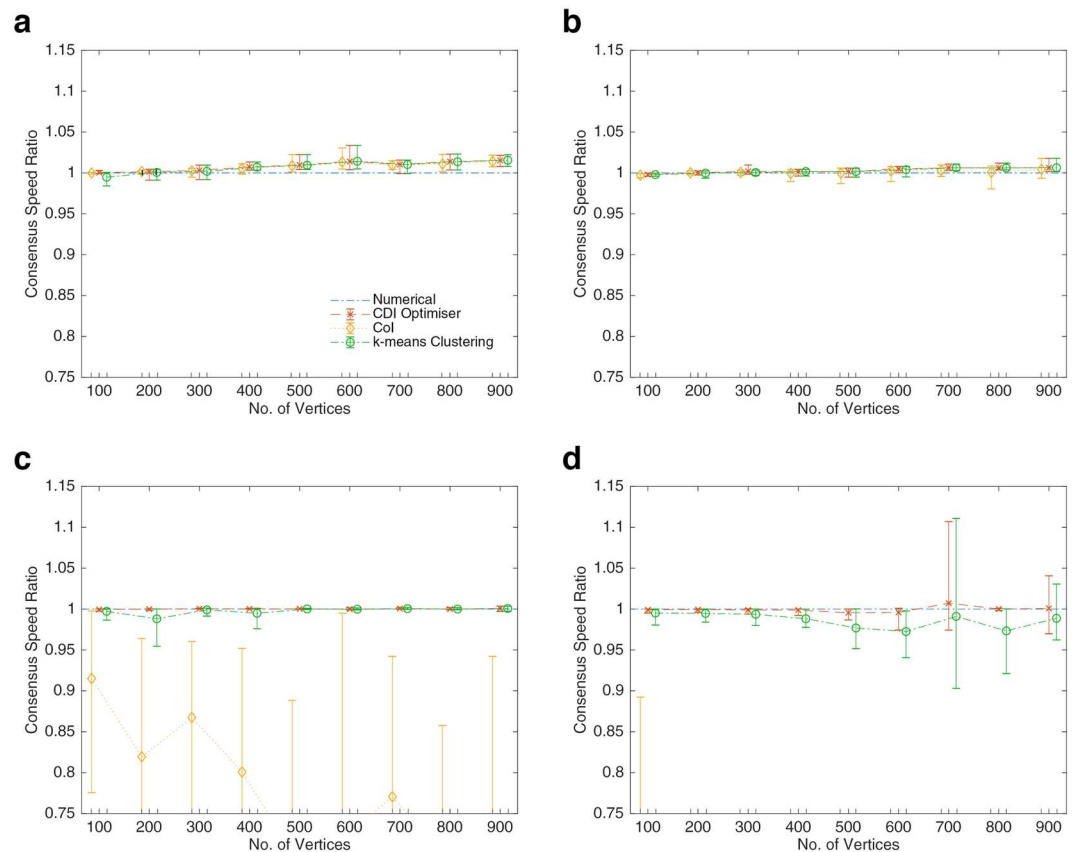 a
1.15
1.1
1.05
1
0.95
0.9
0.85
0.8
0.75
Consensus Speed Ratio
100 200 300 400 500 600 700 800 900
No. of Vertices
Numerical
CDI Optimiser
CoI
k-means Clustering
b
1.15
1.1
1.05
1
0.95
0.9
0.85
0.8
0.75
Consensus Speed Ratio
100 200 300 400 500 600 700 800 900
No. of Vertices
c
1.15
1.1
1.05
1
0.95
0.9
0.85
0.8
0.75
Consensus Speed Ratio
100 200 300 400 500 600 700 800 900
No. of Vertices
d
1.15
1.1
1.05
1
0.95
0.9
0.85
0.8
0.75
Consensus Speed Ratio
100 200 300 400 500 600 700 800 900
No. of Vertices